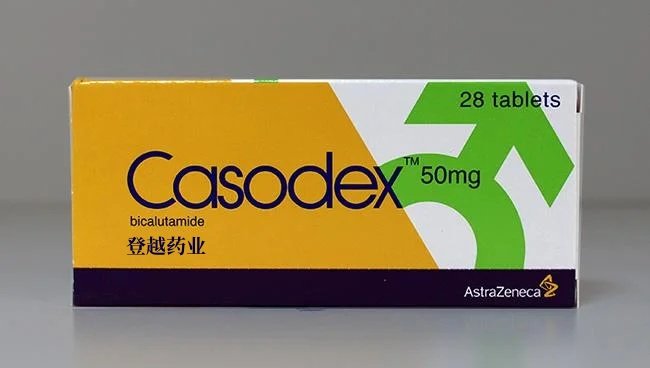 28 tablets
Casodex™ 50mg
bicalutamide
登越药业
AstraZeneca